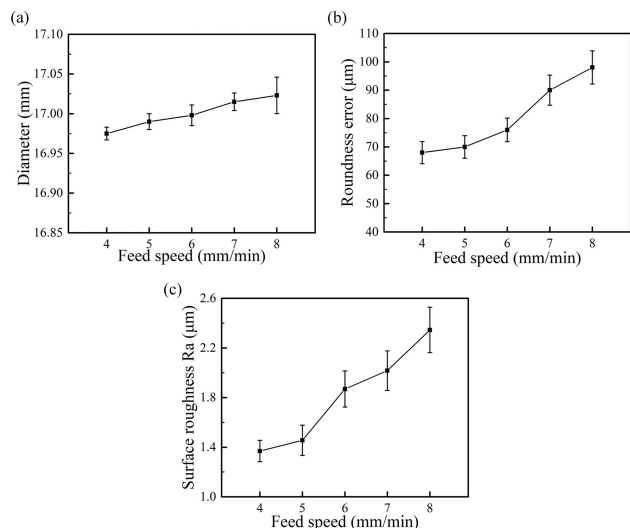 (a)
17.10
17.05
17.00
16.95
16.90
16.85
Diameter (mm)
4 5 6 7 8
Feed speed (mm/min)
(b)
110
100
90
80
70
60
50
40
Roundness error (μm)
4 5 6 7 8
Feed speed (mm/min)
(c)
2.6
2.2
1.8
1.4
1.0
Surface roughness Ra (μm)
4 5 6 7 8
Feed speed (mm/min)